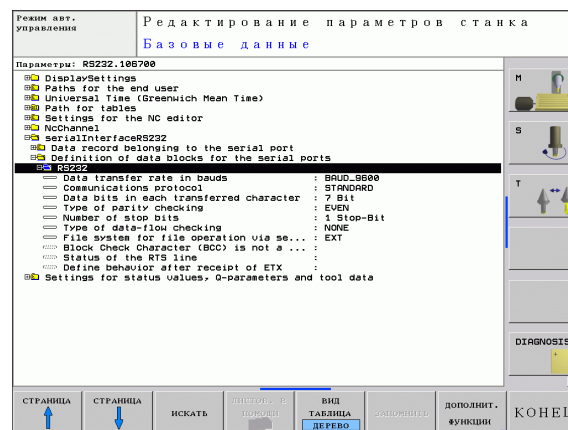 Режим авт.
управления
Редактирование параметров станка
Базовые данные
Параметры: RS232.106700
DisplaySettings
Paths for the end user
Universal Time (Greenwich Mean Time)
Path for tables
Settings for the NC editor
NcChannel
serialInterfaceRS232
Data record belonging to the serial port
Definition of data blocks for the serial ports
RS232
Data transfer rate in bauds : BAUD_9600
Communications protocol : STANDARD
Data bits in each transferred character : 7 Bit
Type of parity checking : EVEN
Number of stop bits : 1 Stop-Bit
Type of data-flow checking : NONE
File system for file operation via se... : EXT
Block Check Character (BCC) is not a ... :
Status of the RTS line :
Define behavior after receipt of ETX :
Settings for status values, Q-parameters and tool data
M
S
T
DIAGNOSIS
СТРАНИЦА
СТРАНИЦА
ИСКАТЬ
ЛИСТОВ. В
ПОМОЩИ
ВИД
ТАБЛИЦА
ДЕРЕВО
ЗАПОМНИТЬ
ДОПОЛНИТ.
ФУНКЦИИ
КОНЕЦ